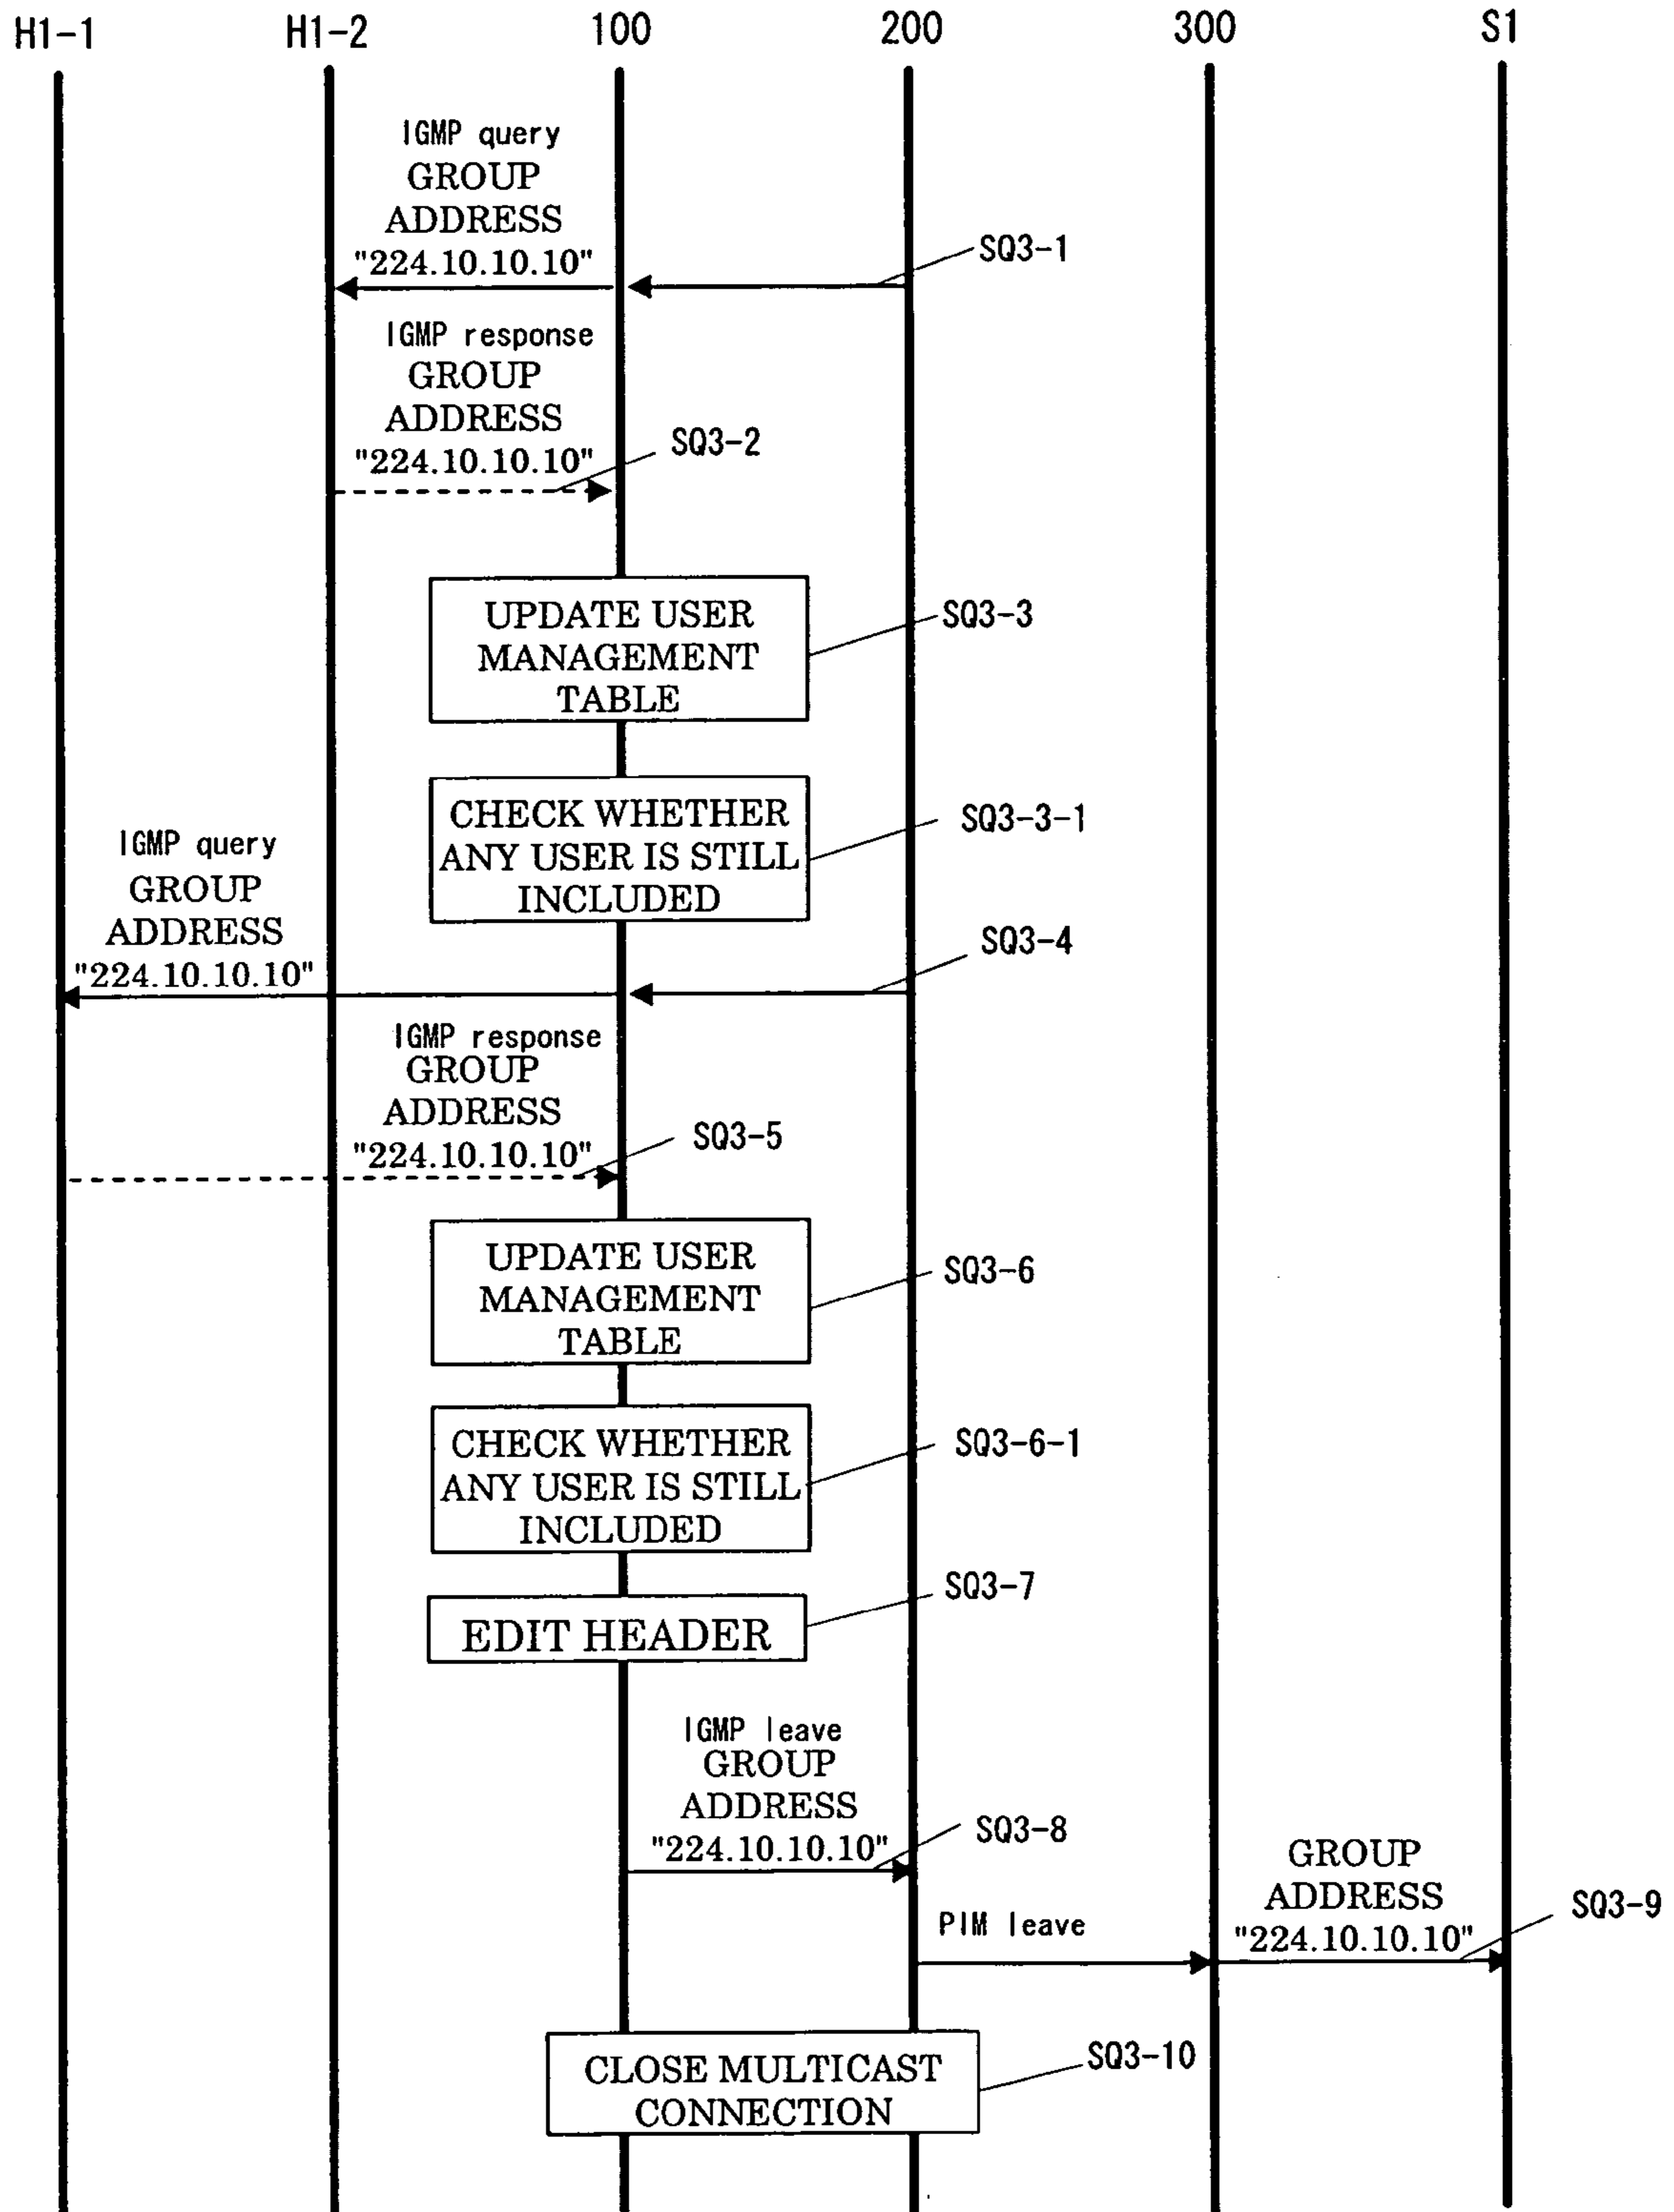 H1-1 H1-2 100 200 300 S1
IGMP query
GROUP
ADDRESS
"224.10.10.10"
SQ3-1
IGMP response
GROUP
ADDRESS
"224.10.10.10"
SQ3-2
UPDATE USER
MANAGEMENT
TABLE
SQ3-3
CHECK WHETHER
ANY USER IS STILL
INCLUDED
SQ3-3-1
IGMP query
GROUP
ADDRESS
"224.10.10.10"
SQ3-4
IGMP response
GROUP
ADDRESS
"224.10.10.10"
SQ3-5
UPDATE USER
MANAGEMENT
TABLE
SQ3-6
CHECK WHETHER
ANY USER IS STILL
INCLUDED
SQ3-6-1
EDIT HEADER
SQ3-7
IGMP leave
GROUP
ADDRESS
"224.10.10.10"
SQ3-8
PIM leave
GROUP
ADDRESS
"224.10.10.10"
SQ3-9
CLOSE MULTICAST
CONNECTION
SQ3-10